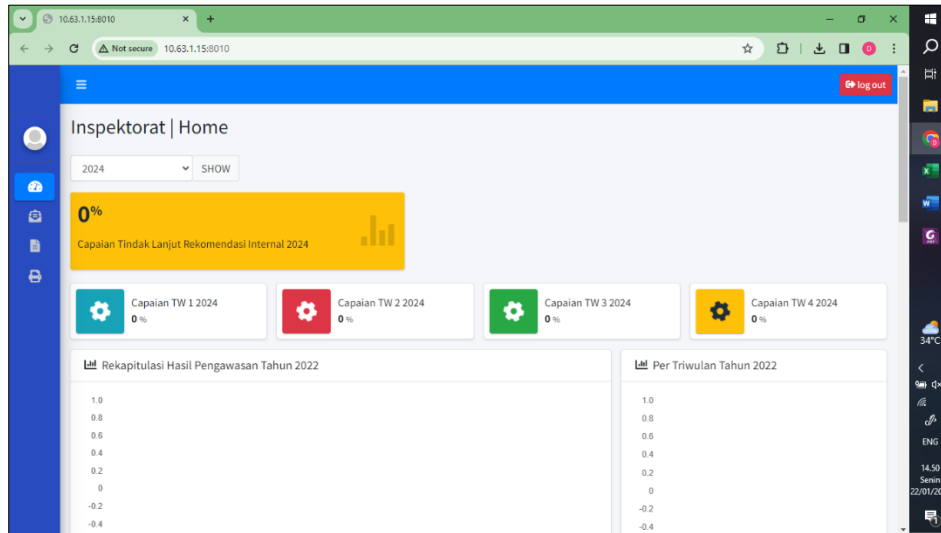 10.63.1.15:8010
Not secure
10.63.1.15:8010
D
log out
Inspektorat | Home
2024
SHOW
0%
Capaian Tindak Lanjut Rekomendasi Internal 2024
Capaian TW 1 2024
0 %
Capaian TW 2 2024
0 %
Capaian TW 3 2024
0 %
Capaian TW 4 2024
0 %
Rekapitulasi Hasil Pengawasan Tahun 2022
1.0
0.8
0.6
0.4
0.2
0
-0.2
-0.4
Per Triwulan Tahun 2022
1.0
0.8
0.6
0.4
0.2
0
-0.2
-0.4
34°C
ENG
14.50
Senin
22/01/20